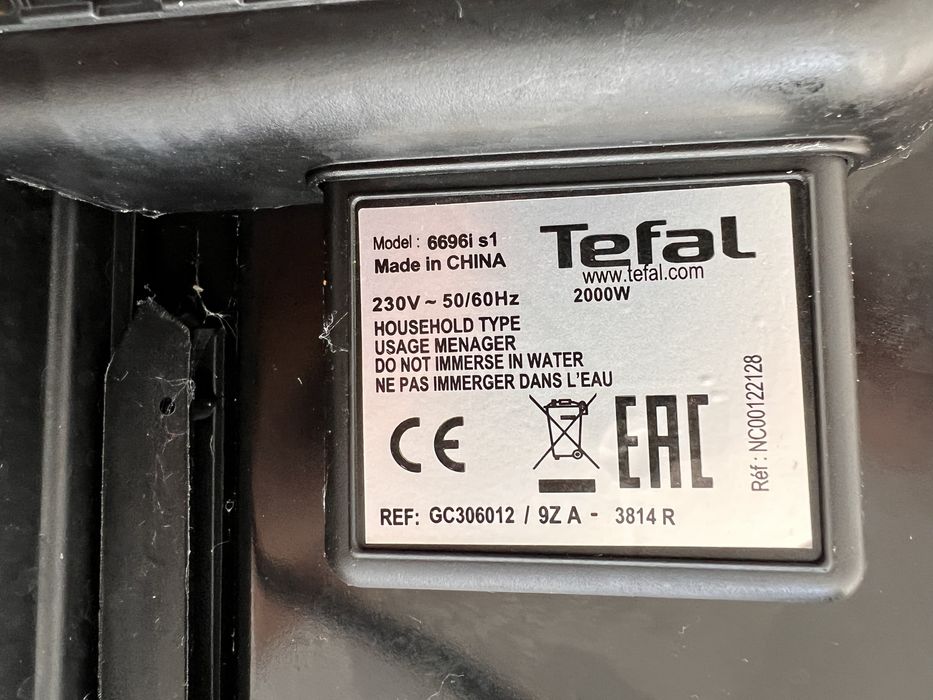 Model : 6696i s1
Made in CHINA
Tefal
www.tefal.com
230V ~ 50/60Hz
2000W
HOUSEHOLD TYPE
USAGE MENAGER
DO NOT IMMERSE IN WATER
NE PAS IMMERGER DANS L'EAU
CE
EAC
Réf : NC00122128
REF: GC306012 / 9Z A - 3814 R